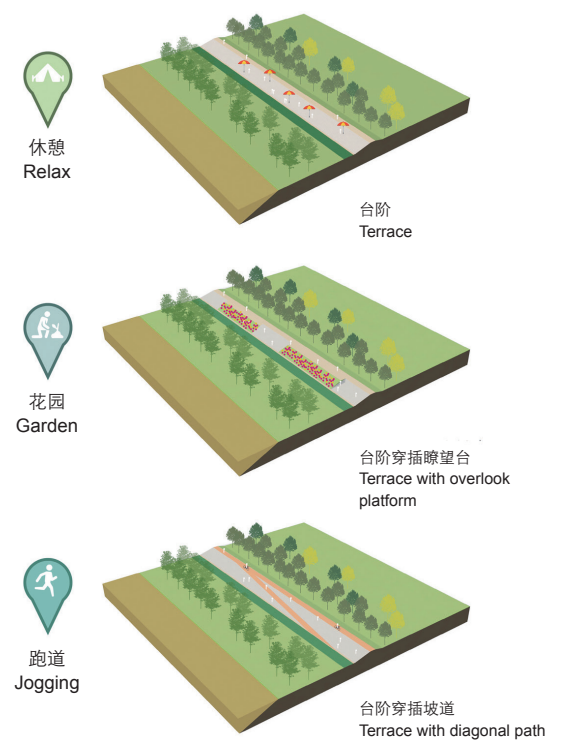 休憩
Relax
台阶
Terrace
花园
Garden
台阶穿插瞭望台
Terrace with overlook
platform
跑道
Jogging
台阶穿插坡道
Terrace with diagonal path